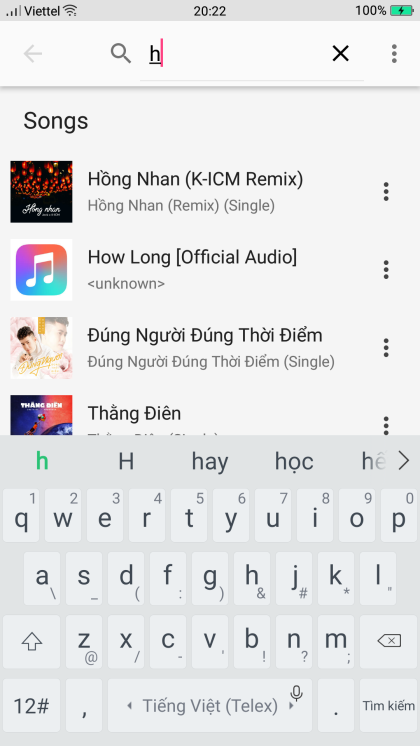 Viettel 20:22 100%
h
Songs
Hồng Nhan (K-ICM Remix)
Hồng Nhan (Remix) (Single)
How Long [Official Audio]
<unknown>
Đúng Người Đúng Thời Điểm
Đúng Người Đúng Thời Điểm (Single)
THẰNG ĐIÊN
Thằng Điên
h H hay học
1 2 3 4 5 6 7 8 9 0
q w e r t y u i o p
a s d f g h j k l
\ _ ( : ) & # * "
z x c v b n m
@ / - ' ! ? ;
12# , Tiếng Việt (Telex) . Tìm kiếm